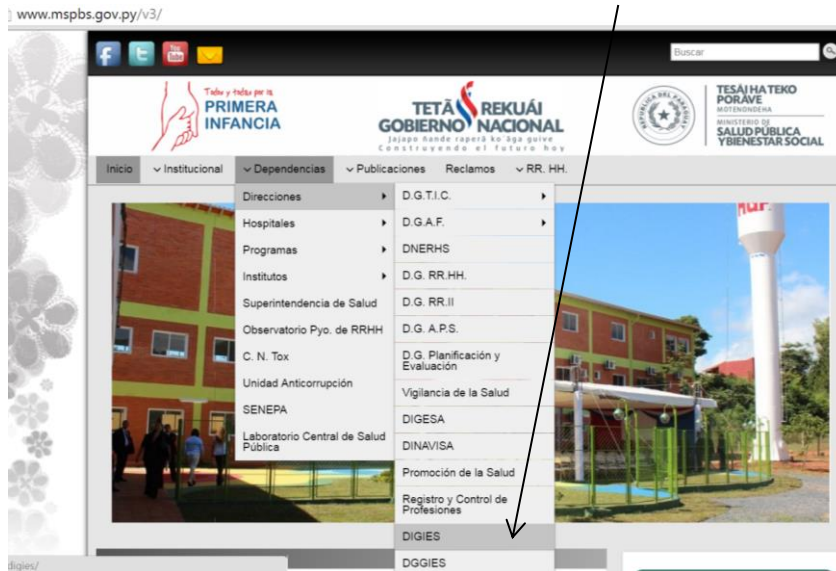 www.mspbs.gov.py/v3/
You
Tube
Buscar
Todos y todas por la
PRIMERA
INFANCIA
TETÃ REKUÁI
GOBIERNO NACIONAL
Jajapo ñande raperã ko'ãga guive
Construyendo el futuro hoy
TESÃI HA TEKO
PORÃVE
MOTENONDEHA
MINISTERIO DE
SALUD PÚBLICA
Y BIENESTAR SOCIAL
Inicio
Institucional
Dependencias
Publicaciones
Reclamos
RR. HH.
Direcciones
Hospitales
Programas
Institutos
Superintendencia de Salud
Observatorio Pyo. de RRHH
C. N. Tox
Unidad Anticorrupción
SENEPA
Laboratorio Central de Salud
Pública
D.G.T.I.C.
D.G.A.F.
DNERHS
D.G. RR.HH.
D.G. RR.II
D.G. A.P.S.
D.G. Planificación y
Evaluación
Vigilancia de la Salud
DIGESA
DINAVISA
Promoción de la Salud
Registro y Control de
Profesiones
DIGIES
DGGIES
digies/